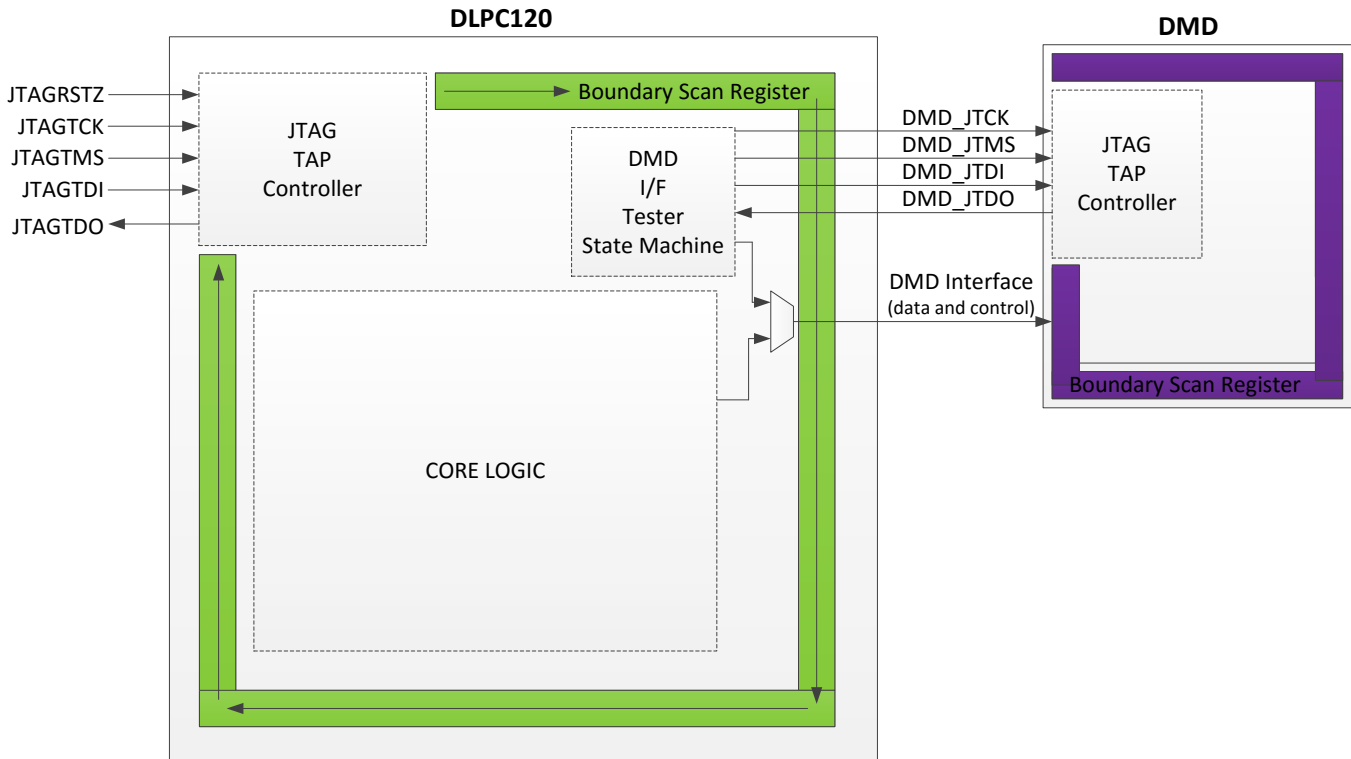 DLPC120
DMD
JTAGRSTZ
JTAGTCK
JTAGTMS
JTAGTDI
JTAGTDO
JTAG
TAP
Controller
Boundary Scan Register
DMD
I/F
Tester
State Machine
DMD_JTCK
DMD_JTMS
DMD_JTDI
DMD_JTDO
JTAG
TAP
Controller
DMD Interface
(data and control)
Boundary Scan Register
CORE LOGIC